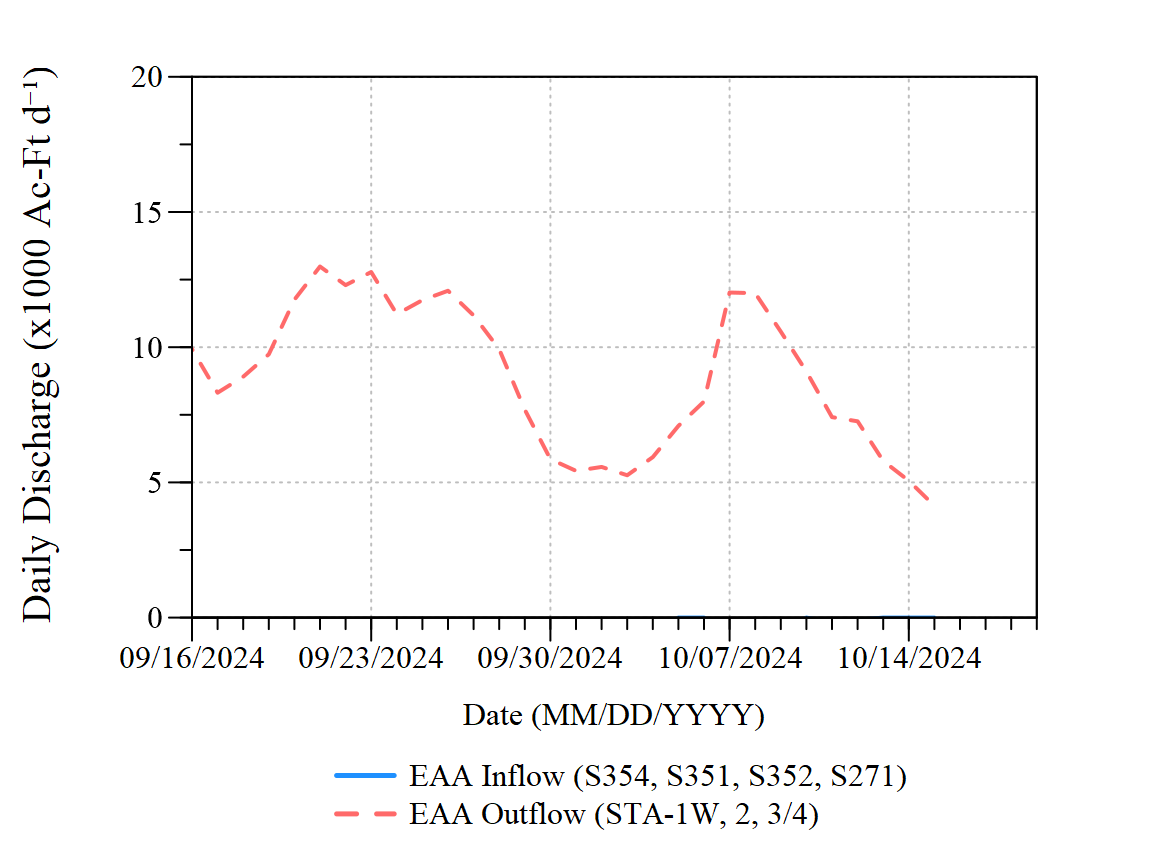 Daily Discharge (x1000 Ac-Ft d⁻¹)
20
15
10
5
0
09/16/2024 09/23/2024 09/30/2024 10/07/2024 10/14/2024
Date (MM/DD/YYYY)
EAA Inflow (S354, S351, S352, S271)
EAA Outflow (STA-1W, 2, 3/4)